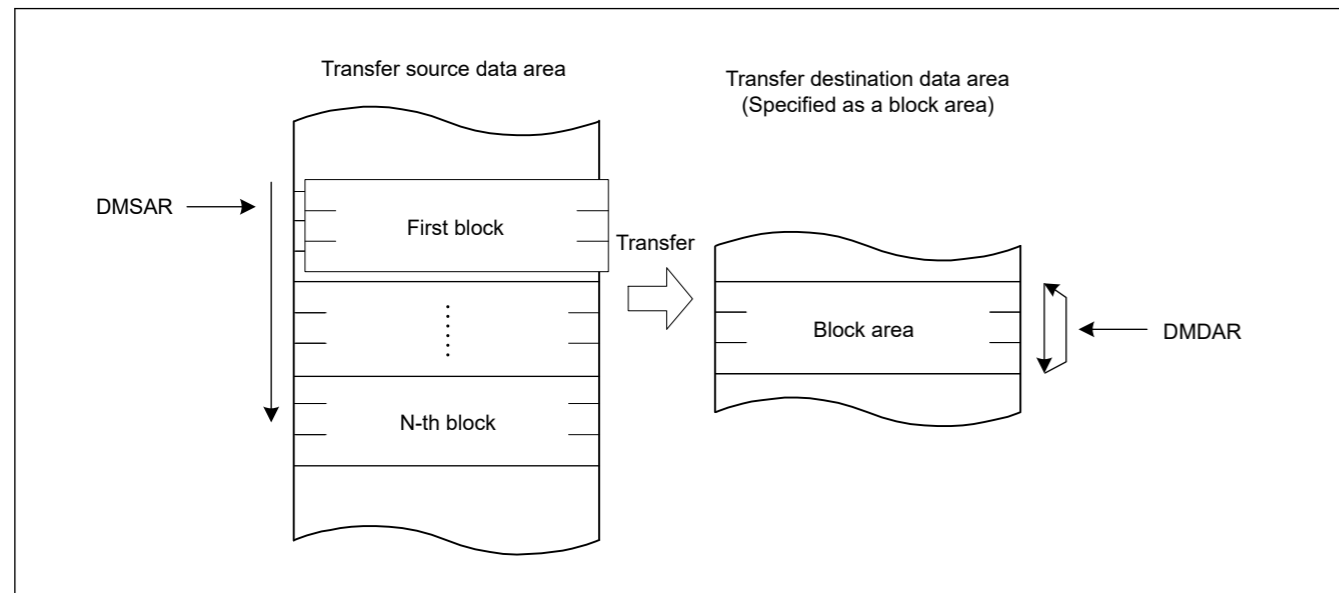 Transfer source data area
Transfer destination data area
(Specified as a block area)
DMSAR
First block
Transfer
Block area
DMDAR
N-th block